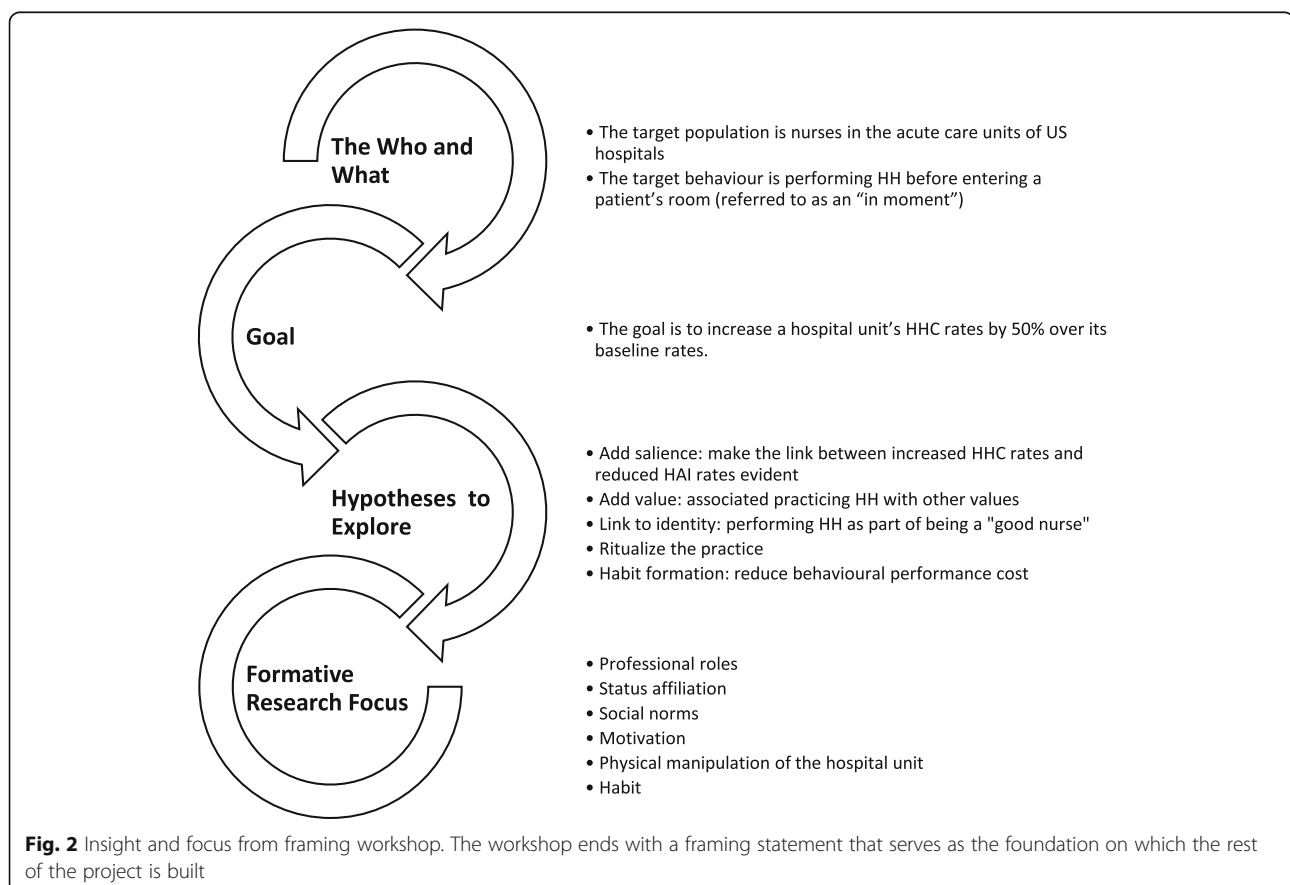 The Who and
What
• The target population is nurses in the acute care units of US
hospitals
• The target behaviour is performing HH before entering a
patient's room (referred to as an “in moment”)
Goal
• The goal is to increase a hospital unit's HHC rates by 50% over its
baseline rates.
Hypotheses to
Explore
• Add salience: make the link between increased HHC rates and
reduced HAI rates evident
• Add value: associated practicing HH with other values
• Link to identity: performing HH as part of being a "good nurse"
• Ritualize the practice
• Habit formation: reduce behavioural performance cost
Formative
Research Focus
• Professional roles
• Status affiliation
• Social norms
• Motivation
• Physical manipulation of the hospital unit
• Habit
Fig. 2 Insight and focus from framing workshop. The workshop ends with a framing statement that serves as the foundation on which the rest
of the project is built